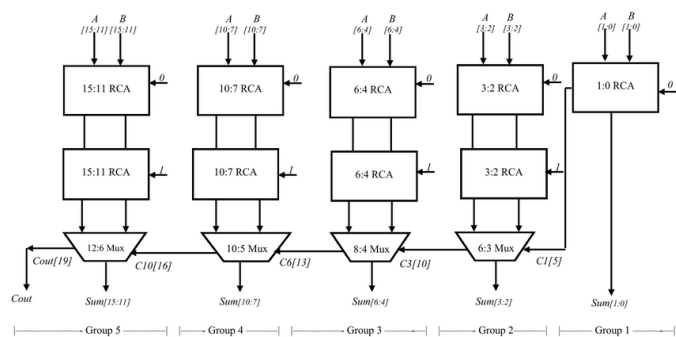 A B A B A B A B A B
[15:11] [15:11] [10:7] [10:7] [6:4] [6:4] [3:2] [3:2] [1:0] [1:0]
0 0 0 0 0
15:11 RCA 10:7 RCA 6:4 RCA 3:2 RCA 1:0 RCA
1 1 1 1
15:11 RCA 10:7 RCA 6:4 RCA 3:2 RCA
12:6 Mux 10:5 Mux 8:4 Mux 6:3 Mux
Cout[19] C10[16] C6[13] C3[10] C1[5]
Cout Sum[15:11] Sum[10:7] Sum[6:4] Sum[3:2] Sum[1:0]
Group 5 Group 4 Group 3 Group 2 Group 1